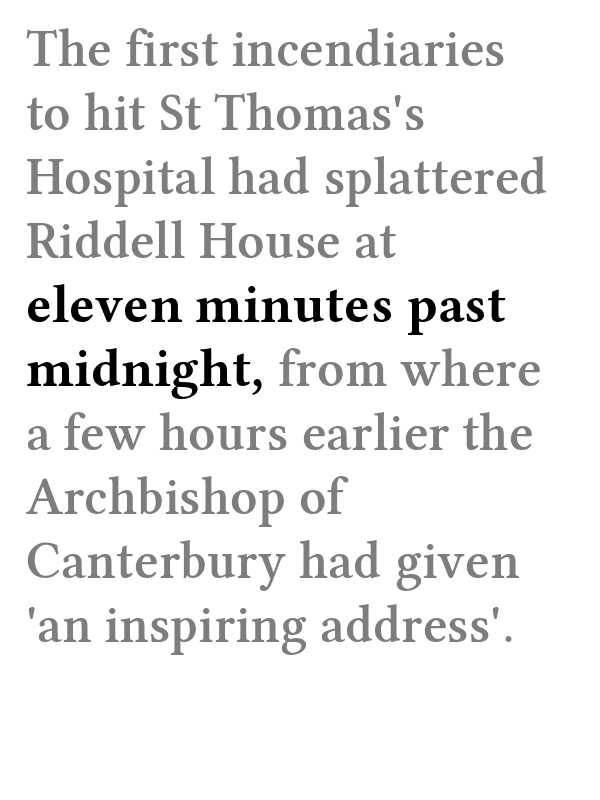 The first incendiaries
to hit St Thomas's
Hospital had splattered
Riddell House at
eleven minutes past
midnight, from where
a few hours earlier the
Archbishop of
Canterbury had given
'an inspiring address'.